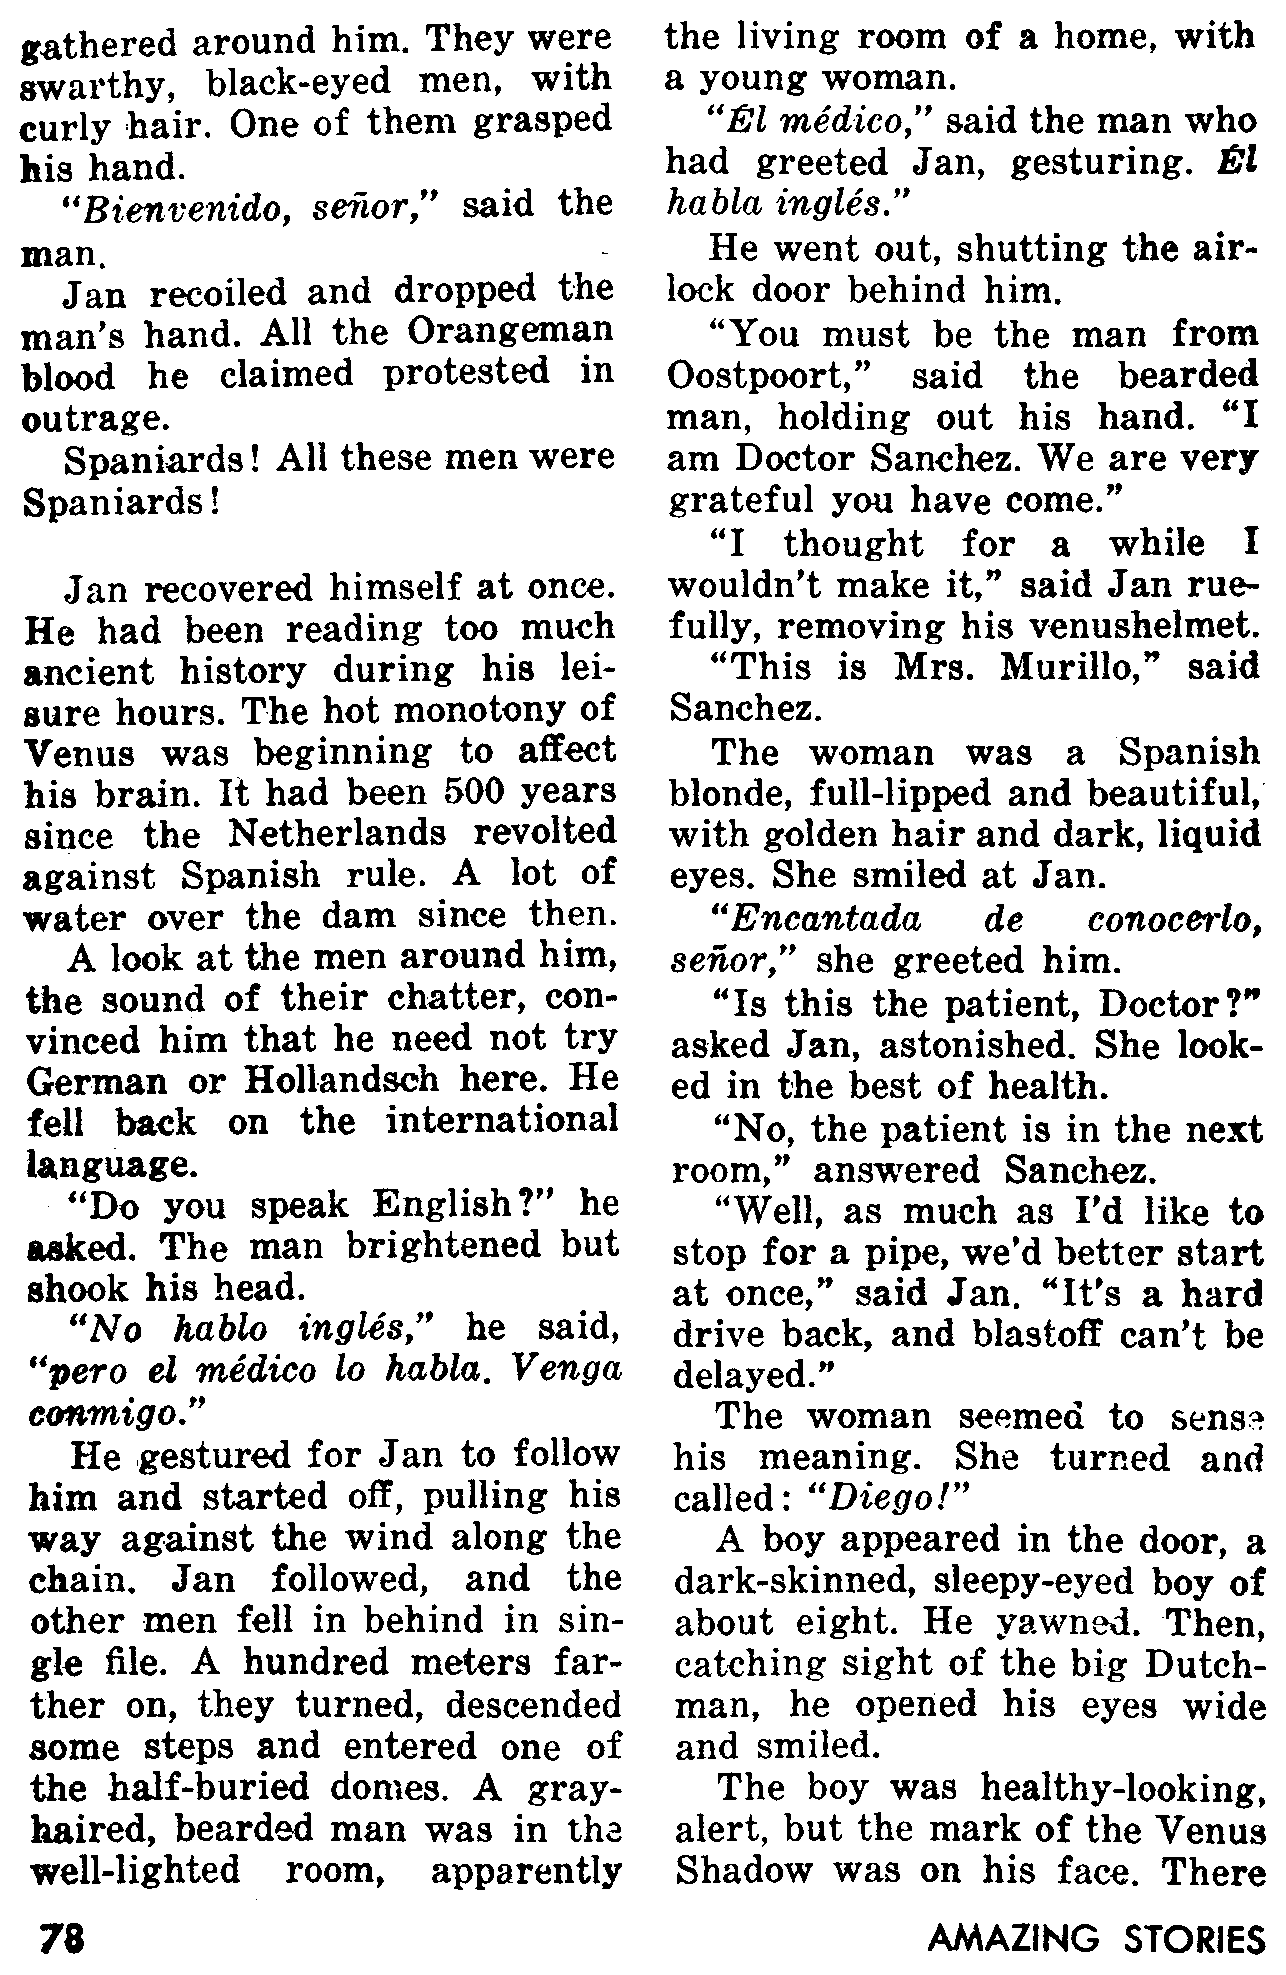 gathered around him. They were
swarthy, black-eyed men, with
curly hair. One of them grasped
his hand.
"Bienvenido, señor," said the
man.
Jan recoiled and dropped the
man's hand. All the Orangeman
blood he claimed protested in
outrage.
Spaniards! All these men were
Spaniards!
Jan recovered himself at once.
He had been reading too much
ancient history during his lei-
sure hours. The hot monotony of
Venus was beginning to affect
his brain. It had been 500 years
since the Netherlands revolted
against Spanish rule. A lot of
water over the dam since then.
A look at the men around him,
the sound of their chatter, con-
vinced him that he need not try
German or Hollandsch here. He
fell back on the international
language.
"Do you speak English?" he
asked. The man brightened but
shook his head.
"No hablo inglés," he said,
"pero el médico lo habla. Venga
conmigo."
He gestured for Jan to follow
him and started off, pulling his
way against the wind along the
chain. Jan followed, and the
other men fell in behind in sin-
gle file. A hundred meters far-
ther on, they turned, descended
some steps and entered one of
the half-buried domes. A gray-
haired, bearded man was in the
well-lighted room, apparently
the living room of a home, with
a young woman.
"Él médico," said the man who
had greeted Jan, gesturing. Él
habla inglés."
He went out, shutting the air-
lock door behind him.
"You must be the man from
Oostpoort," said the bearded
man, holding out his hand. "I
am Doctor Sanchez. We are very
grateful you have come."
"I thought for a while I
wouldn't make it," said Jan rue-
fully, removing his venushelmet.
"This is Mrs. Murillo," said
Sanchez.
The woman was a Spanish
blonde, full-lipped and beautiful,
with golden hair and dark, liquid
eyes. She smiled at Jan.
"Encantada de conocerlo,
señor," she greeted him.
"Is this the patient, Doctor?"
asked Jan, astonished. She look-
ed in the best of health.
"No, the patient is in the next
room," answered Sanchez.
"Well, as much as I'd like to
stop for a pipe, we'd better start
at once," said Jan. "It's a hard
drive back, and blastoff can't be
delayed."
The woman seemed to sense
his meaning. She turned and
called: "Diego!"
A boy appeared in the door, a
dark-skinned, sleepy-eyed boy of
about eight. He yawned. Then,
catching sight of the big Dutch-
man, he opened his eyes wide
and smiled.
The boy was healthy-looking,
alert, but the mark of the Venus
Shadow was on his face. There
78
AMAZING STORIES